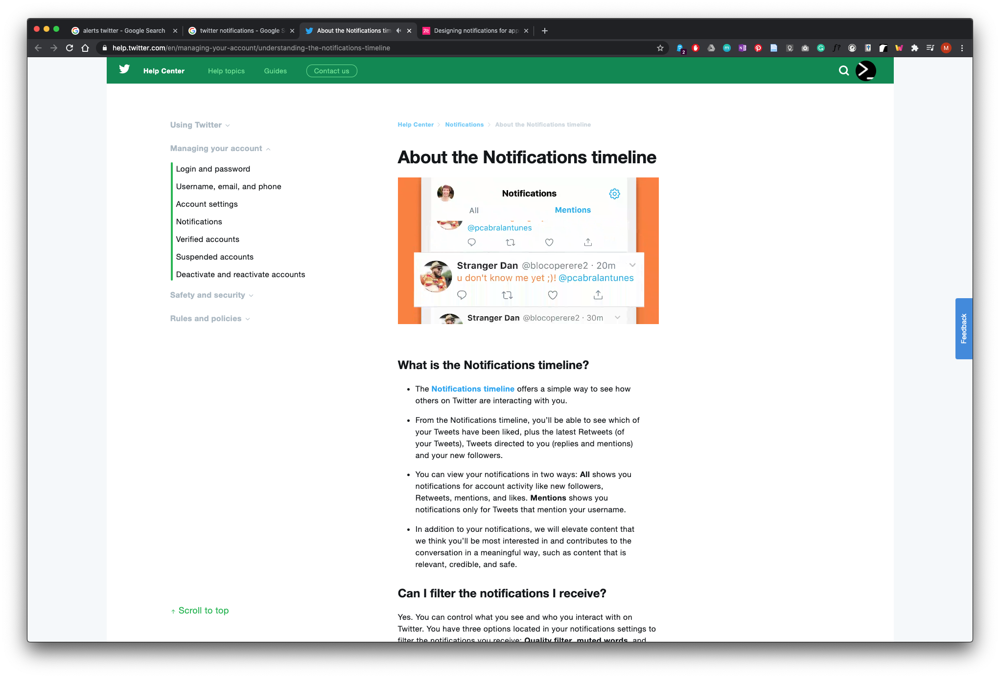 alerts twitter - Google Search
twitter notifications - Google S
About the Notifications tim
Designing notifications for app
help.twitter.com/en/managing-your-account/understanding-the-notifications-timeline
2
M
Help Center
Help topics
Guides
Contact us
Using Twitter
Managing your account
Login and password
Username, email, and phone
Account settings
Notifications
Verified accounts
Suspended accounts
Deactivate and reactivate accounts
Safety and security
Rules and policies
Scroll to top
Help Center
Notifications
About the Notifications timeline
About the Notifications timeline
Notifications
All
Mentions
@pcabralantunes
Stranger Dan @blocoperere2 · 20m
u don't know me yet ;)! @pcabralantunes
Stranger Dan @blocoperere2 · 30m
What is the Notifications timeline?
• The Notifications timeline offers a simple way to see how
others on Twitter are interacting with you.
• From the Notifications timeline, you’ll be able to see which of
your Tweets have been liked, plus the latest Retweets (of
your Tweets), Tweets directed to you (replies and mentions)
and your new followers.
• You can view your notifications in two ways: All shows you
notifications for account activity like new followers,
Retweets, mentions, and likes. Mentions shows you
notifications only for Tweets that mention your username.
• In addition to your notifications, we will elevate content that
we think you’ll be most interested in and contributes to the
conversation in a meaningful way, such as content that is
relevant, credible, and safe.
Can I filter the notifications I receive?
Yes. You can control what you see and who you interact with on
Twitter. You have three options located in your notifications settings to
filter the notifications you receive: Quality filter, muted words, and
Feedback